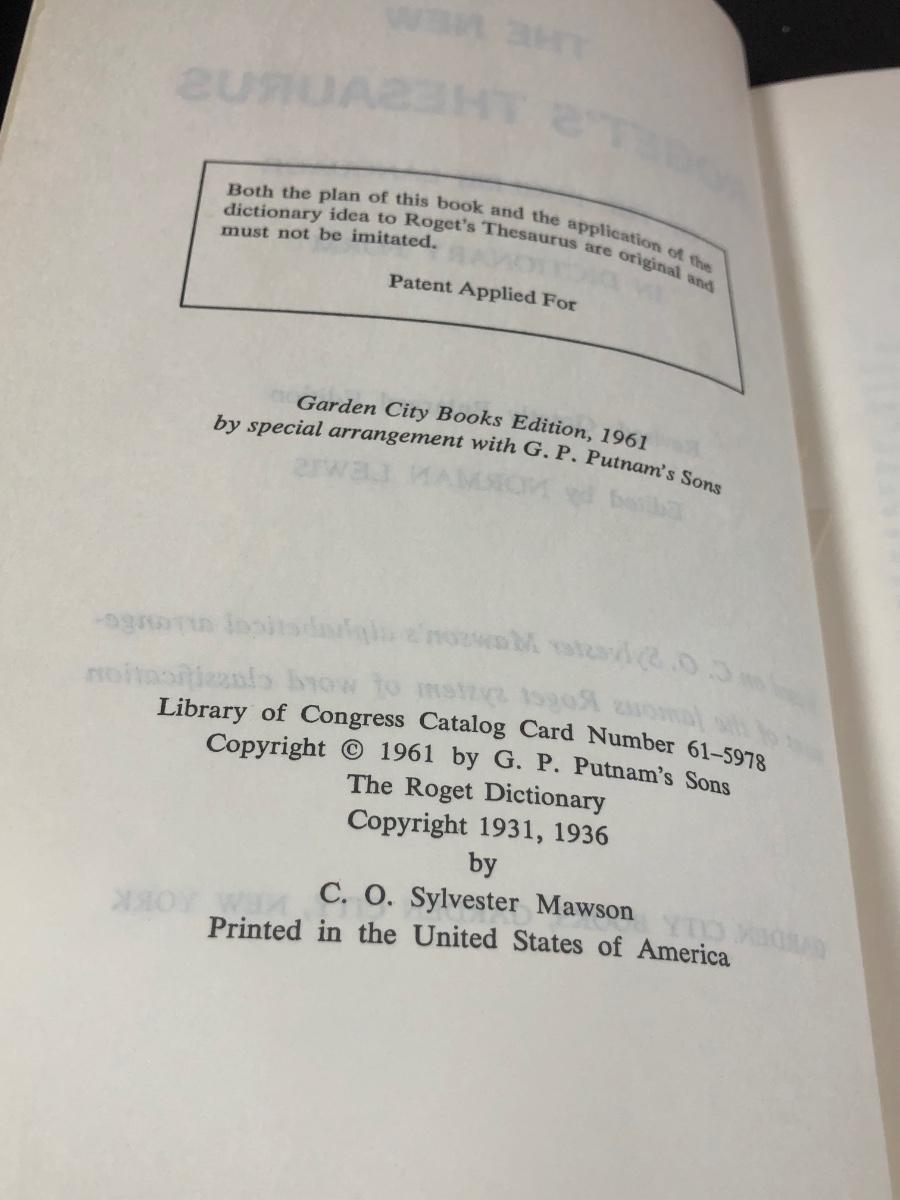 Both the plan of this book and the application of the
dictionary idea to Roget's Thesaurus are original and
must not be imitated.
Patent Applied For
Garden City Books Edition, 1961
by special arrangement with G. P. Putnam's Sons
Library of Congress Catalog Card Number 61–5978
Copyright © 1961 by G. P. Putnam's Sons
The Roget Dictionary
Copyright 1931, 1936
by
C. O. Sylvester Mawson
Printed in the United States of America